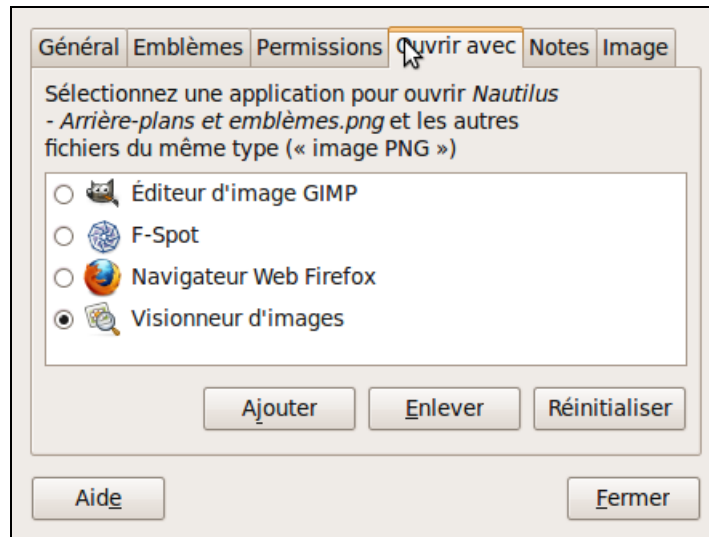 Général Emblèmes Permissions Ouvrir avec Notes Image
Sélectionnez une application pour ouvrir Nautilus
- Arrière-plans et emblèmes.png et les autres
fichiers du même type (« image PNG »)
Éditeur d'image GIMP
F-Spot
Navigateur Web Firefox
Visionneur d'images
Ajouter Enlever Réinitialiser
Aide Fermer